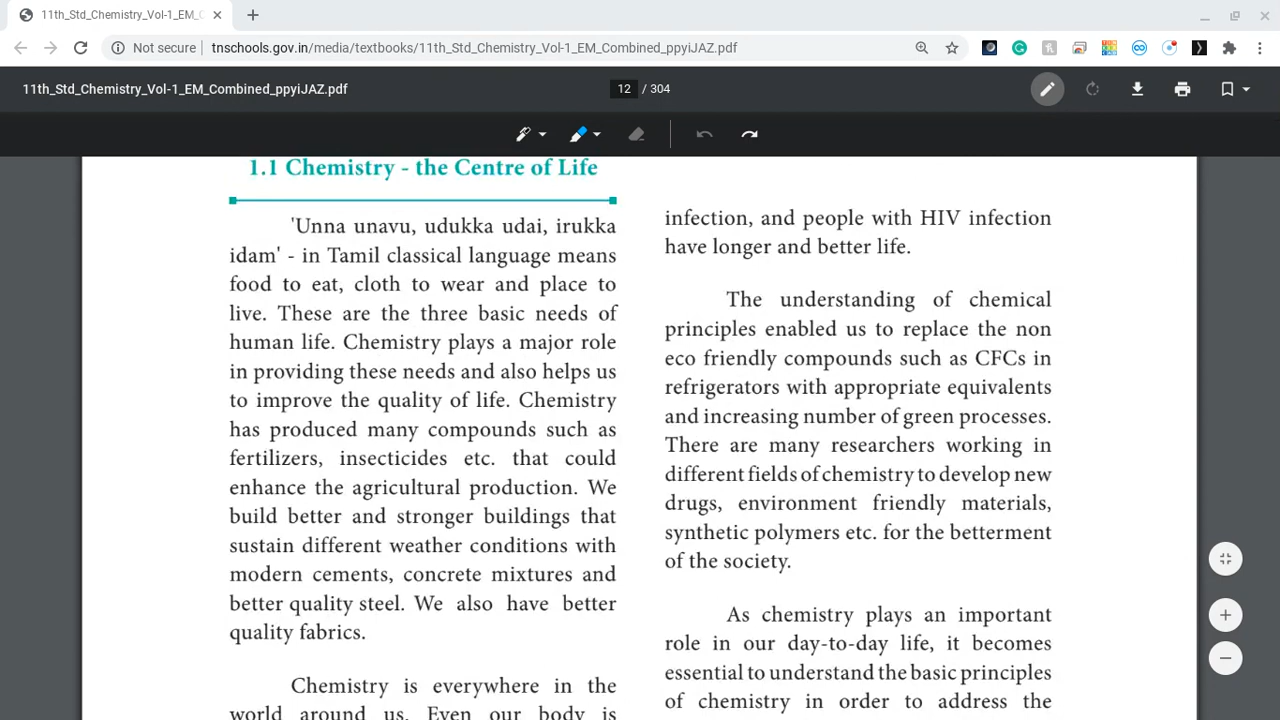 11th_Std_Chemistry_Vol-1_EM_C
Not secure tnschools.gov.in/media/textbooks/11th_Std_Chemistry_Vol-1_EM_Combined_ppyiJAZ.pdf
11th_Std_Chemistry_Vol-1_EM_Combined_ppyiJAZ.pdf 12 / 304
1.1 Chemistry - the Centre of Life
'Unna unavu, udukka udai, irukka
idam' - in Tamil classical language means
food to eat, cloth to wear and place to
live. These are the three basic needs of
human life. Chemistry plays a major role
in providing these needs and also helps us
to improve the quality of life. Chemistry
has produced many compounds such as
fertilizers, insecticides etc. that could
enhance the agricultural production. We
build better and stronger buildings that
sustain different weather conditions with
modern cements, concrete mixtures and
better quality steel. We also have better
quality fabrics.
Chemistry is everywhere in the
world around us. Even our body is
infection, and people with HIV infection
have longer and better life.
The understanding of chemical
principles enabled us to replace the non
eco friendly compounds such as CFCs in
refrigerators with appropriate equivalents
and increasing number of green processes.
There are many researchers working in
different fields of chemistry to develop new
drugs, environment friendly materials,
synthetic polymers etc. for the betterment
of the society.
As chemistry plays an important
role in our day-to-day life, it becomes
essential to understand the basic principles
of chemistry in order to address the